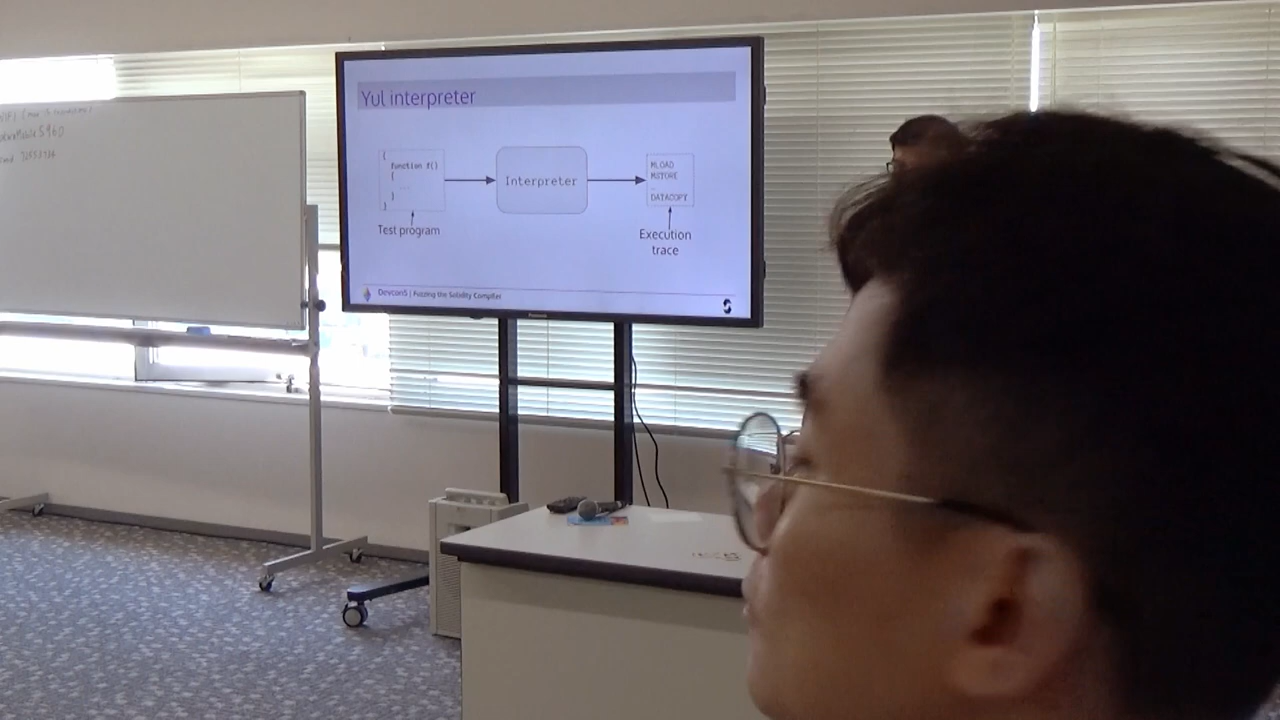 Yul interpreter
{
function f()
{
...
}
}
Test program
Interpreter
MLOAD
MSTORE
DATACOPY
Execution
trace
Devcon5 | Fuzzing the Solidity Compiler